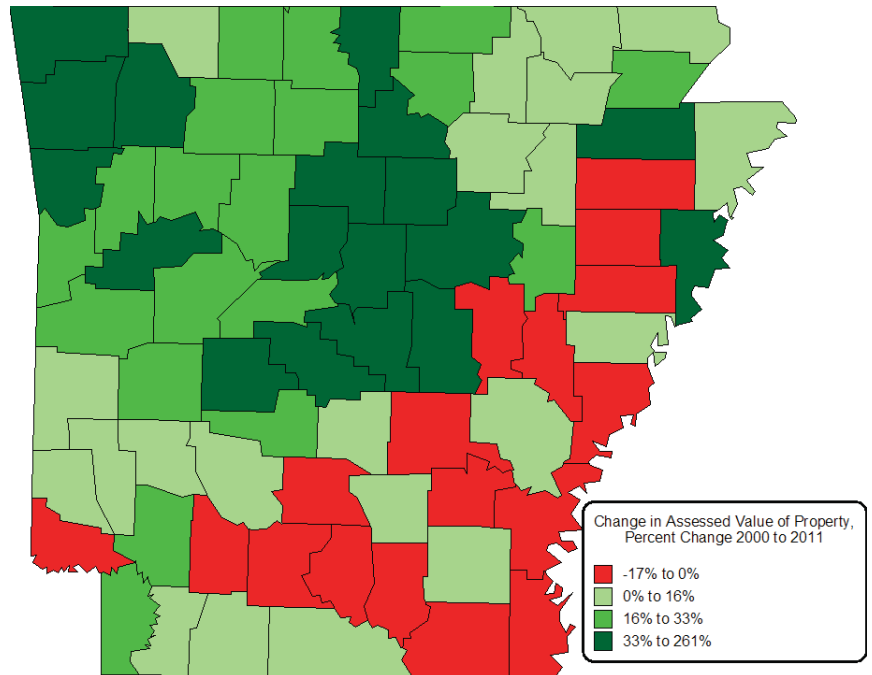 Change in Assessed Value of Property,
Percent Change 2000 to 2011
-17% to 0%
0% to 16%
16% to 33%
33% to 261%